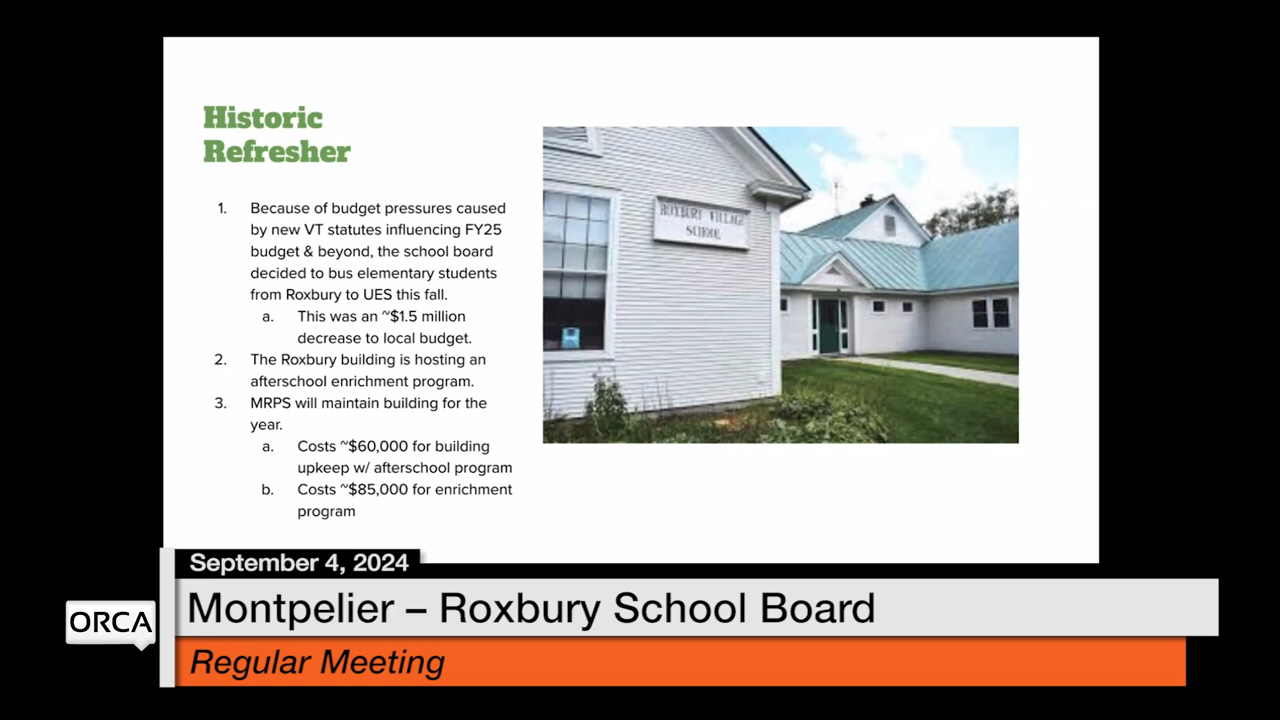 Historic
Refresher
1. Because of budget pressures caused
by new VT statutes influencing FY25
budget & beyond, the school board
decided to bus elementary students
from Roxbury to UES this fall.
a. This was an ~$1.5 million
decrease to local budget.
2. The Roxbury building is hosting an
afterschool enrichment program.
3. MRPS will maintain building for the
year.
a. Costs ~$60,000 for building
upkeep w/ afterschool program
b. Costs ~$85,000 for enrichment
program
ROXBURY VILLAGE
SCHOOL
September 4, 2024
ORCA
Montpelier – Roxbury School Board
Regular Meeting